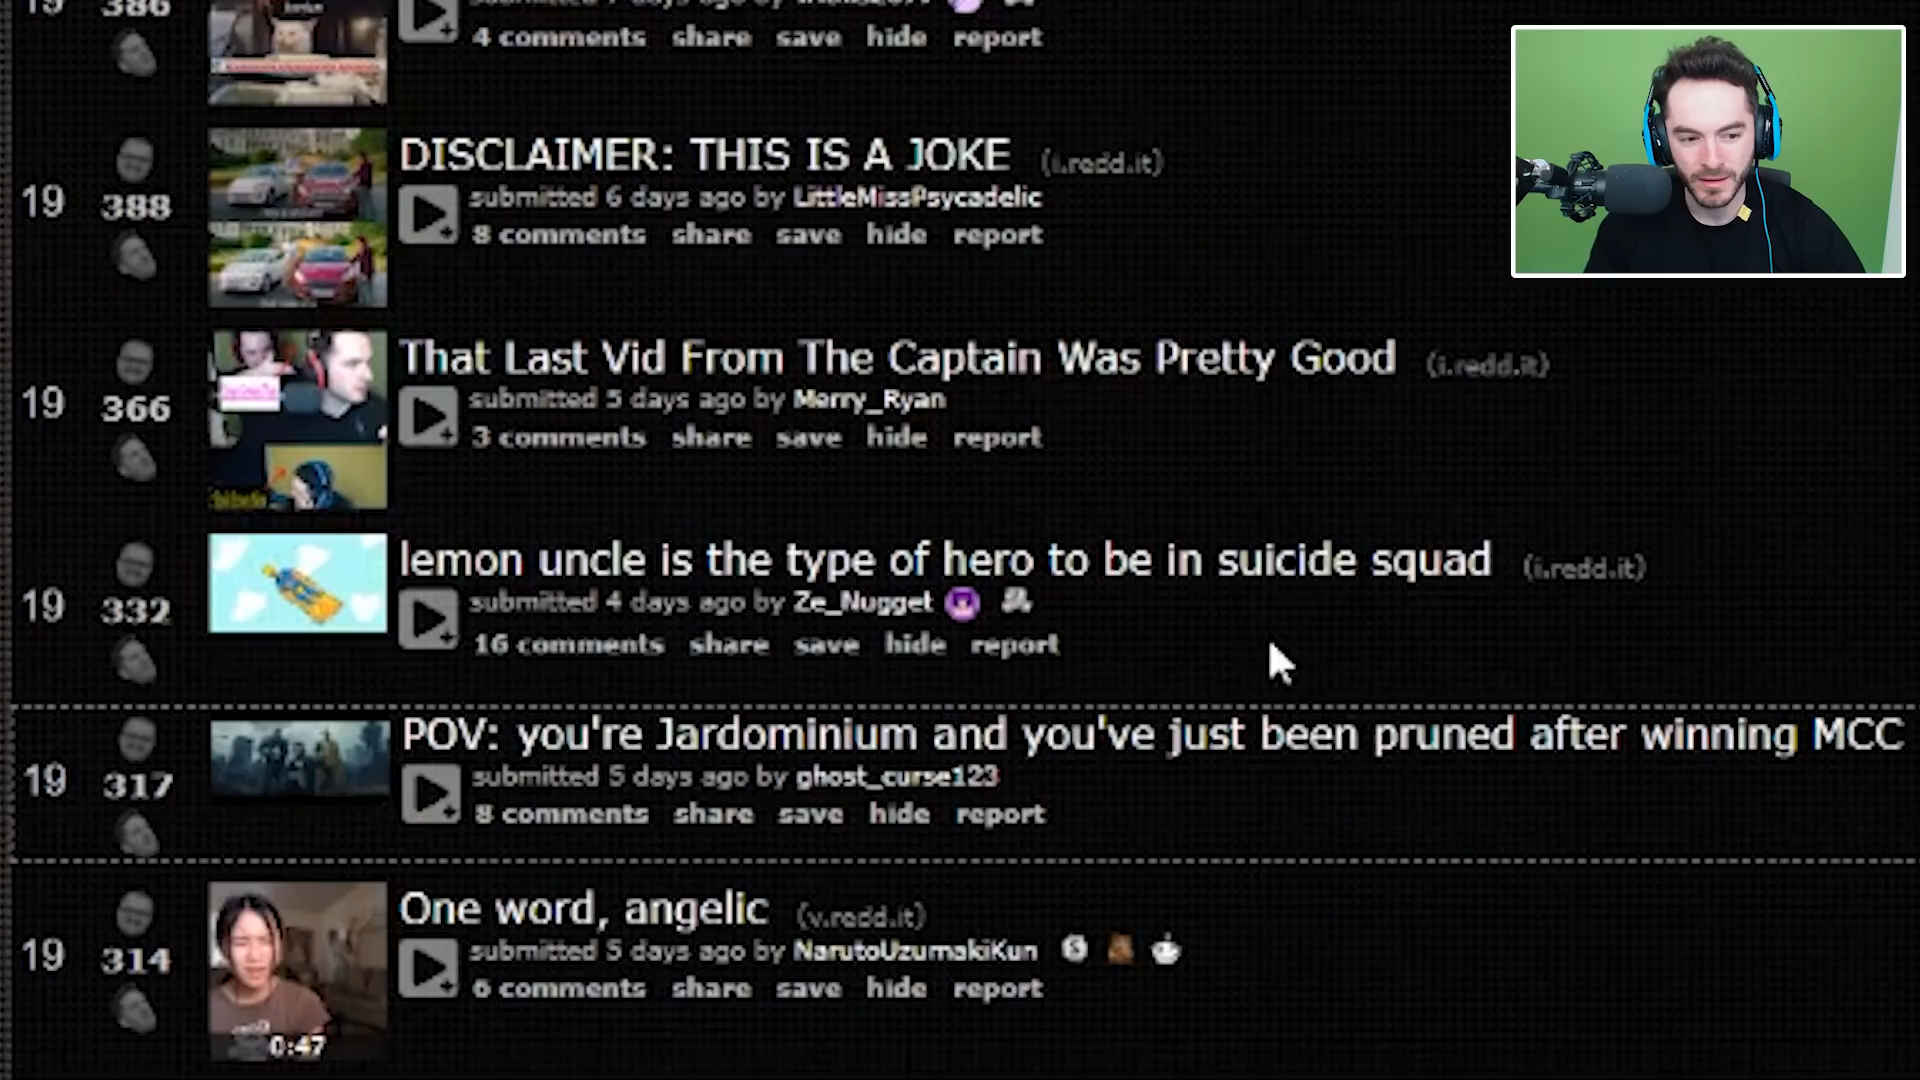 386
4 comments share save hide report
DISCLAIMER: THIS IS A JOKE (i.redd.it)
19 388 submitted 6 days ago by LittleMissPsycadelic
8 comments share save hide report
That Last Vid From The Captain Was Pretty Good (i.redd.it)
19 366 submitted 5 days ago by Merry_Ryan
3 comments share save hide report
lemon uncle is the type of hero to be in suicide squad (i.redd.it)
19 332 submitted 4 days ago by Ze_Nugget
16 comments share save hide report
POV: you're Jardominium and you've just been pruned after winning MCC
19 317 submitted 5 days ago by ghost_curse123
8 comments share save hide report
One word, angelic (v.redd.it)
19 314 submitted 5 days ago by NarutoUzumakiKun
6 comments share save hide report
0:47